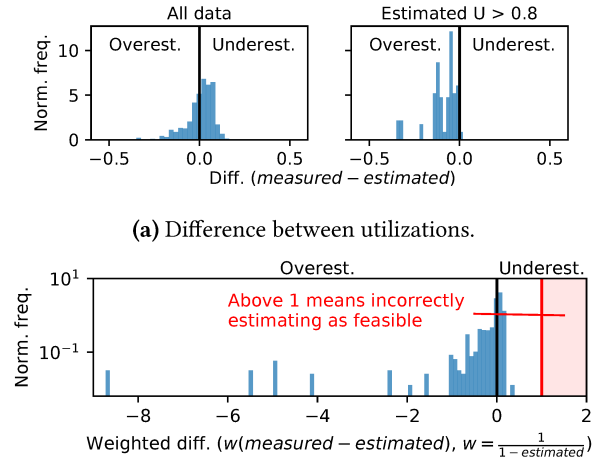 All data
Estimated U > 0.8
Overest.
Underest.
Overest.
Underest.
Norm. freq.
10
5
0
−0.5
0.0
0.5
−0.5
0.0
0.5
Diff. (measured − estimated)
(a) Difference between utilizations.
Overest.
Underest.
Norm. freq.
10^1
10^−1
Above 1 means incorrectly
estimating as feasible
−8
−6
−4
−2
0
2
Weighted diff. (w(measured − estimated), w = 1/(1 − estimated))